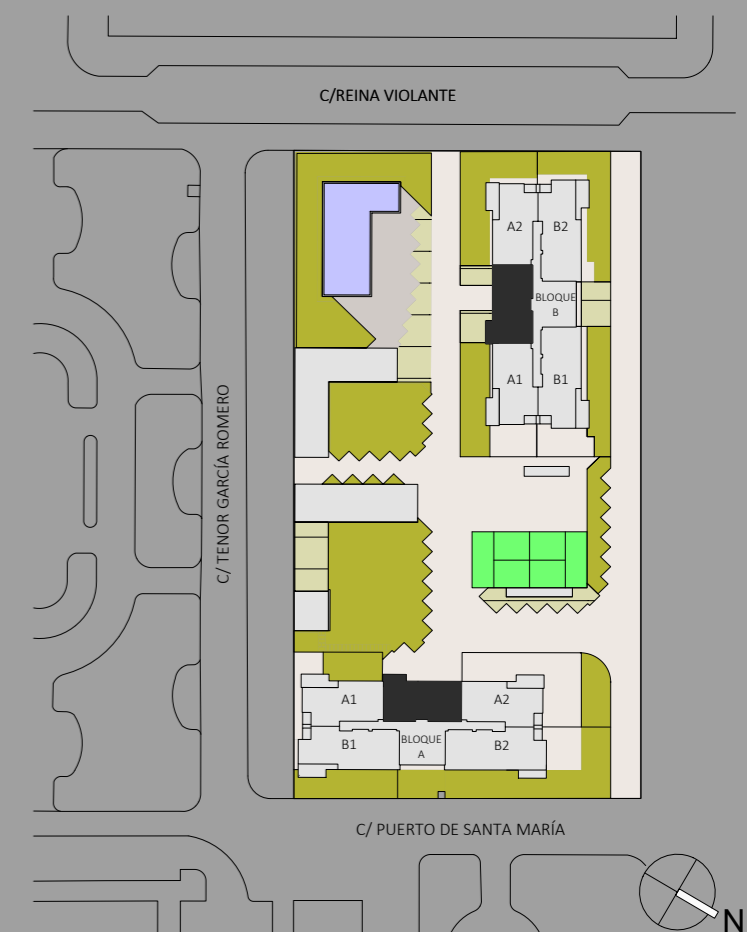 C/REINA VIOLANTE
A2
B2
BLOQUE
B
A1
B1
C/ TENOR GARCÍA ROMERO
A1
A2
B1
BLOQUE
A
B2
C/ PUERTO DE SANTA MARÍA
N